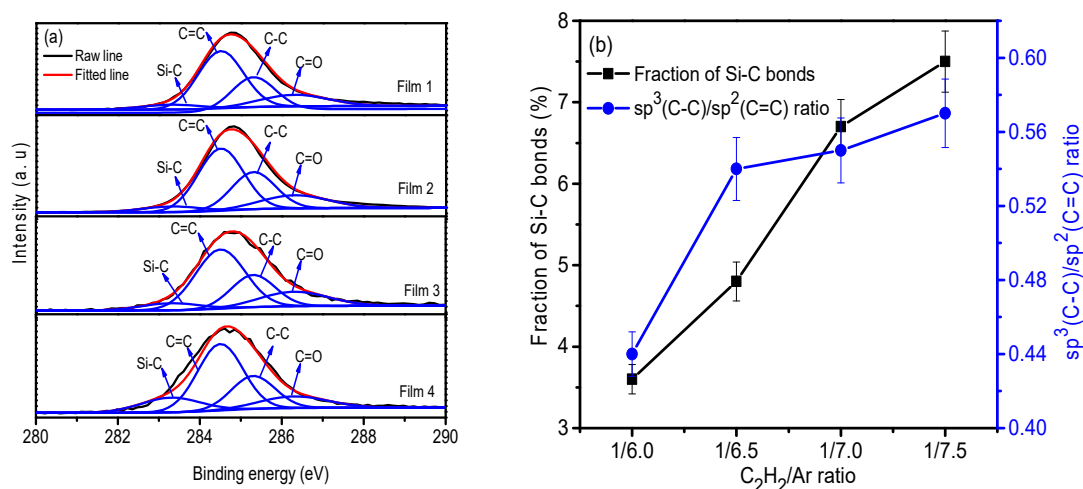 (a)
Raw line
Fitted line
C=C
C-C
Si-C
C=O
Film 1
C=C
C-C
Si-C
C=O
Film 2
C=C
C-C
Si-C
C=O
Film 3
C=C
C-C
Si-C
C=O
Film 4
Intensity (a. u)
280 282 284 286 288 290
Binding energy (eV)
(b)
Fraction of Si-C bonds
sp³(C-C)/sp²(C=C) ratio
8
7
6
5
4
3
Fraction of Si-C bonds (%)
0.60
0.56
0.52
0.48
0.44
0.40
sp³(C-C)/sp²(C=C) ratio
1/6.0 1/6.5 1/7.0 1/7.5
C₂H₂/Ar ratio